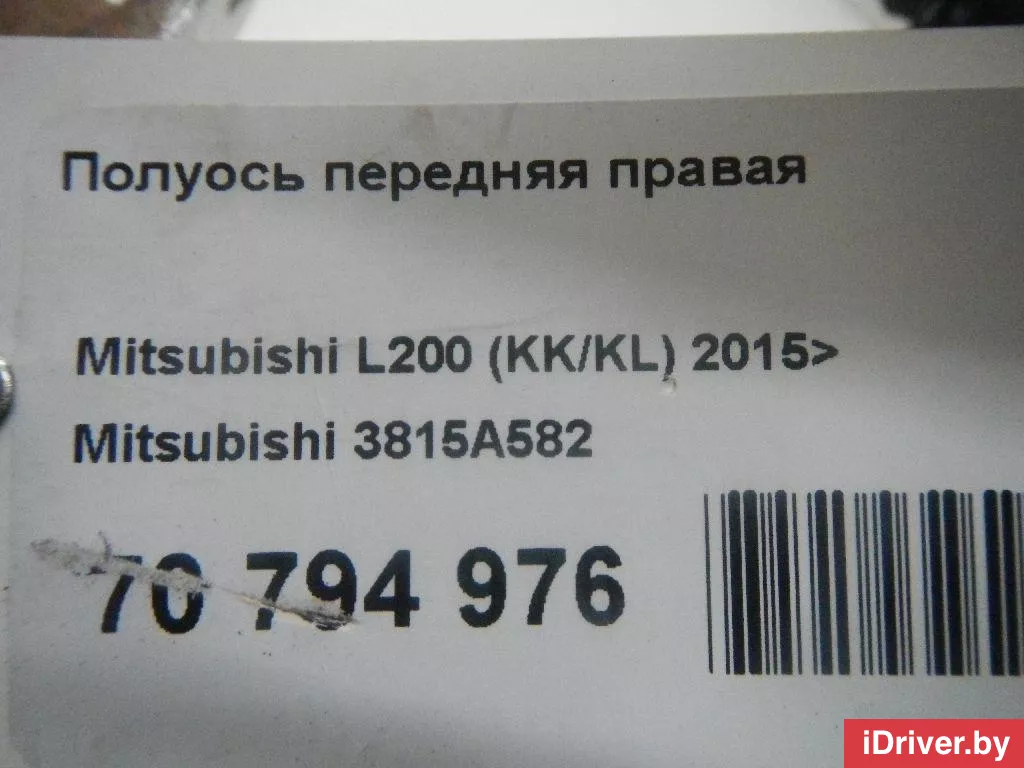 Полуось передняя правая
Mitsubishi L200 (KK/KL) 2015>
Mitsubishi 3815A582
70 794 976
iDriver.by